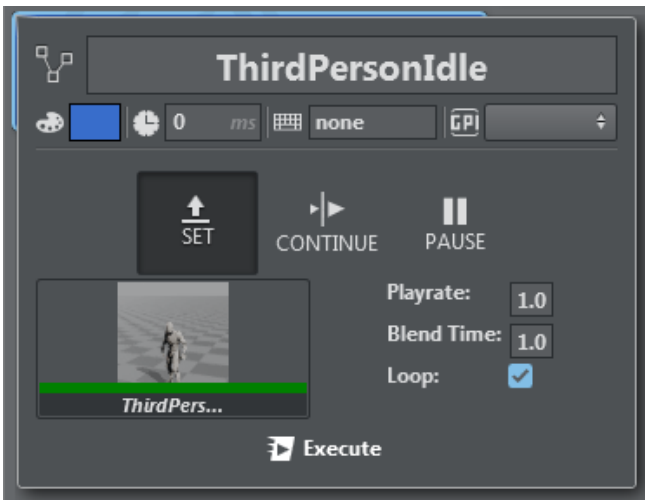 ThirdPersonIdle
0 ms none GPI
SET CONTINUE PAUSE
Playrate: 1.0
Blend Time: 1.0
Loop:
ThirdPers...
Execute